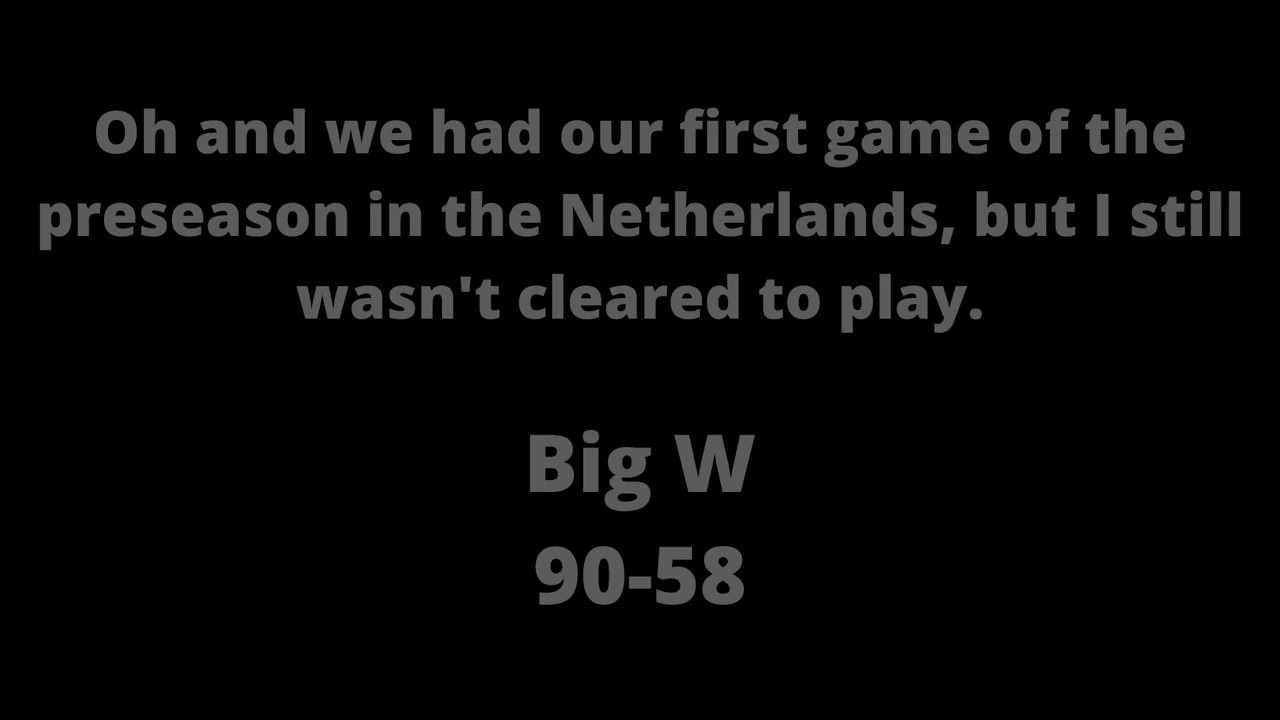 Oh and we had our first game of the
preseason in the Netherlands, but I still
wasn't cleared to play.
Big W
90-58